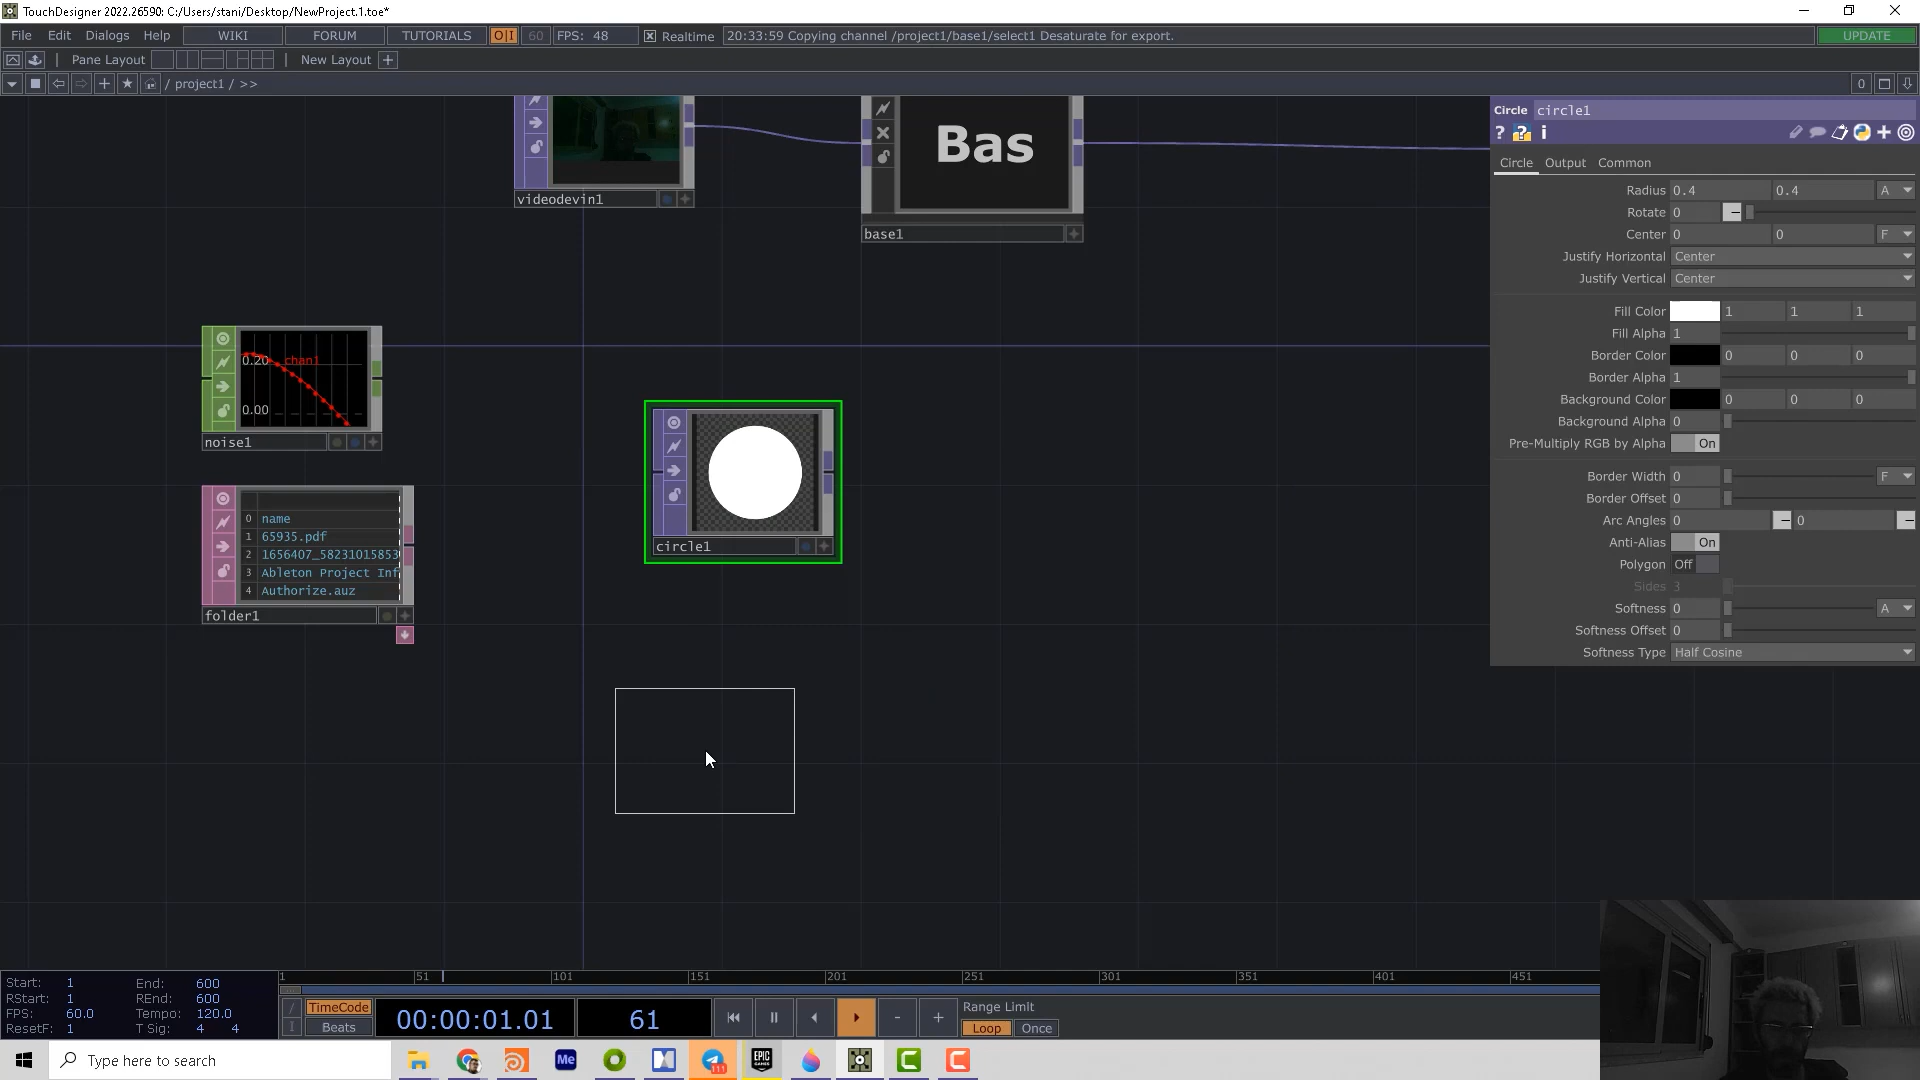 TouchDesigner 2022.26590: C:/Users/stani/Desktop/NewProject.1.toe*
File Edit Dialogs Help WIKI FORUM TUTORIALS O|I 60 FPS: 48 Realtime 20:33:59 Copying channel /project1/base1/select1 Desaturate for export. UPDATE
Pane Layout New Layout +
/ project1 / >> 0
videodevin1
Bas
base1
0.20 chan1
0.00
noise1
0 name
1 65935.pdf
2 1656407_58231015853
3 Ableton Project Inf
4 Authorize.auz
folder1
circle1
Circle circle1
? ? i
Circle Output Common
Radius 0.4 0.4 A
Rotate 0
Center 0 0 F
Justify Horizontal Center
Justify Vertical Center
Fill Color 1 1 1
Fill Alpha 1
Border Color 0 0 0
Border Alpha 1
Background Color 0 0 0
Background Alpha 0
Pre-Multiply RGB by Alpha On
Border Width 0 F
Border Offset 0
Arc Angles 0 0
Anti-Alias On
Polygon Off
Sides 3
Softness 0 A
Softness Offset 0
Softness Type Half Cosine
1 51 101 151 201 251 301 351 401 451
Start: 1 End: 600
RStart: 1 REnd: 600
FPS: 60.0 Tempo: 120.0
ResetF: 1 T Sig: 4 4
TimeCode
Beats
00:00:01.01
61
- +
Range Limit
Loop Once
Type here to search
Me
111
EPIC GAMES